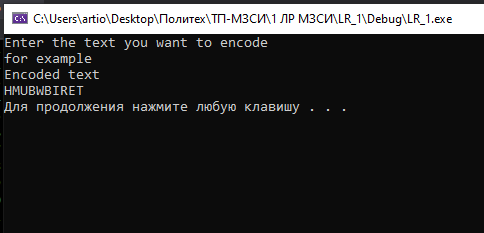 C:\Users\artio\Desktop\Политех\ТП-МЗСИ\1 ЛР МЗСИ\LR_1\Debug\LR_1.exe
Enter the text you want to encode
for example
Encoded text
HMUBWBIRET
Для продолжения нажмите любую клавишу . . .